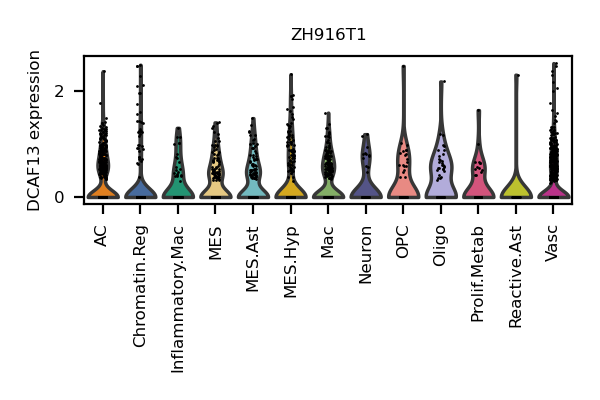 ZH916T1
DCAF13 expression
2
0
AC
Chromatin.Reg
Inflammatory.Mac
MES
MES.Ast
MES.Hyp
Mac
Neuron
OPC
Oligo
Prolif.Metab
Reactive.Ast
Vasc